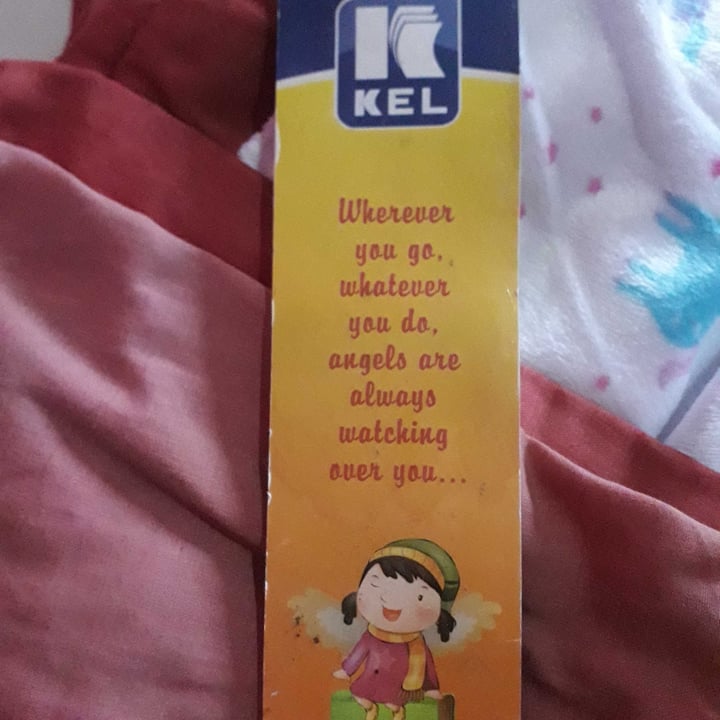 K
KEL
Wherever
you go,
whatever
you do,
angels are
always
watching
over you...